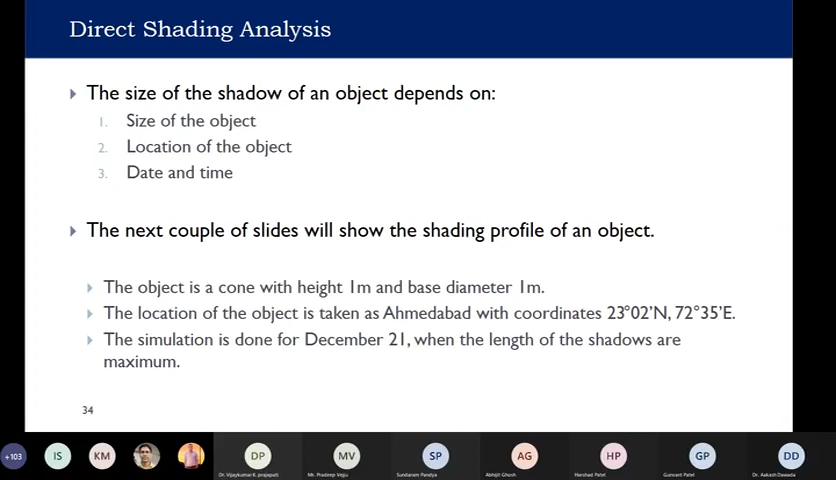 Direct Shading Analysis
The size of the shadow of an object depends on:
1. Size of the object
2. Location of the object
3. Date and time
The next couple of slides will show the shading profile of an object.
The object is a cone with height 1m and base diameter 1m.
The location of the object is taken as Ahmedabad with coordinates 23°02'N, 72°35'E.
The simulation is done for December 21, when the length of the shadows are
maximum.
34
+103
IS
KM
DP
MV
SP
AG
HP
GP
DD
Dr. Vijaykumar K. prajapati
Mr. Pradeep Vejju
Sundaram Pandya
Abhijit Ghosh
Harshad Patel
Gunvant Patel
Dr. Aakash Dawada